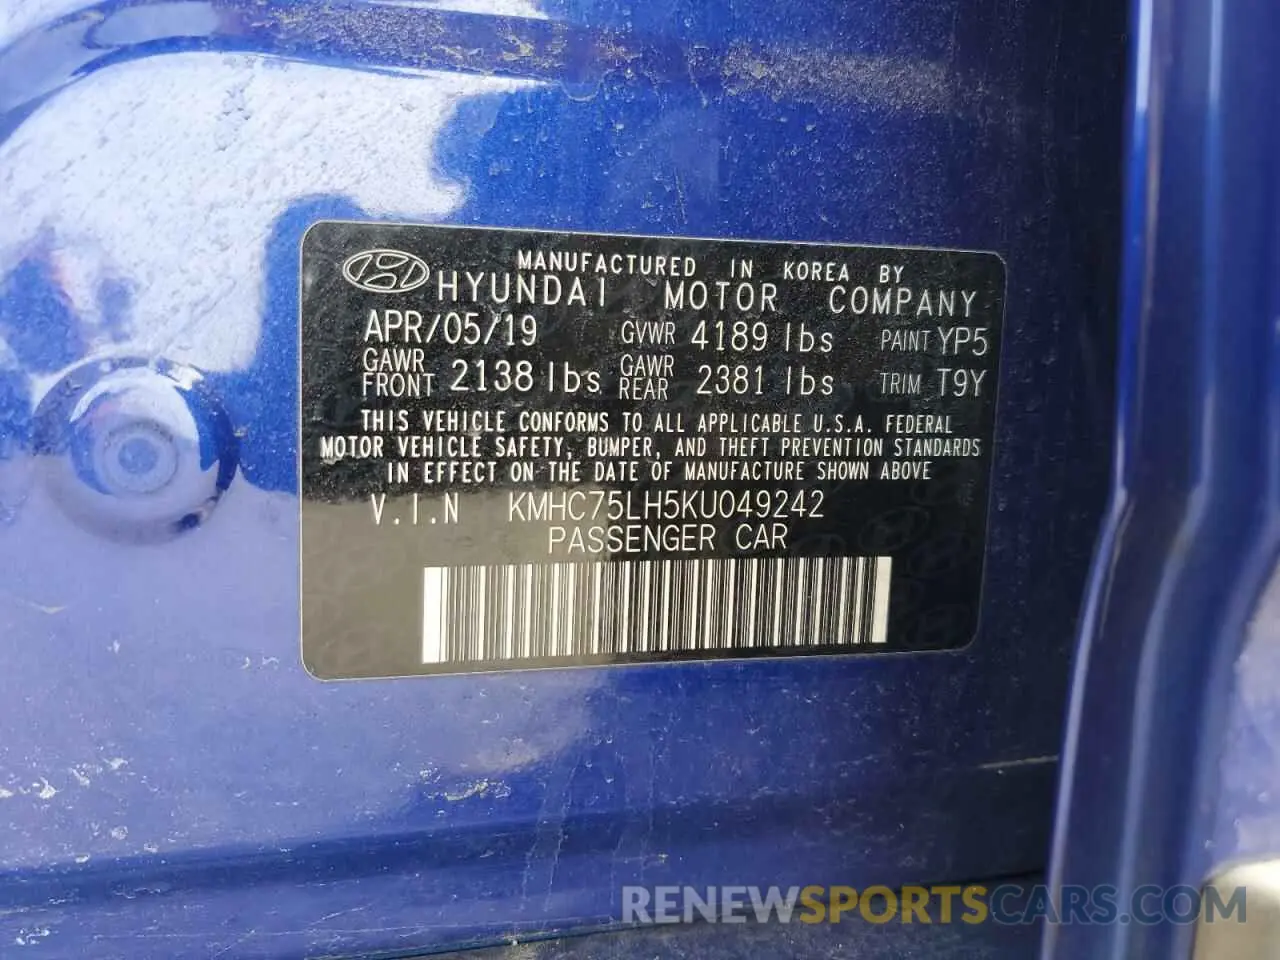 MANUFACTURED IN KOREA BY
HYUNDAI MOTOR COMPANY
APR/05/19 GVWR 4189 lbs PAINT YP5
GAWR FRONT 2138 lbs GAWR REAR 2381 lbs TRIM T9Y
THIS VEHICLE CONFORMS TO ALL APPLICABLE U.S.A. FEDERAL
MOTOR VEHICLE SAFETY, BUMPER, AND THEFT PREVENTION STANDARDS
IN EFFECT ON THE DATE OF MANUFACTURE SHOWN ABOVE
V.I.N KMHC75LH5KU049242
PASSENGER CAR
RENEWSPORTSCARS.COM